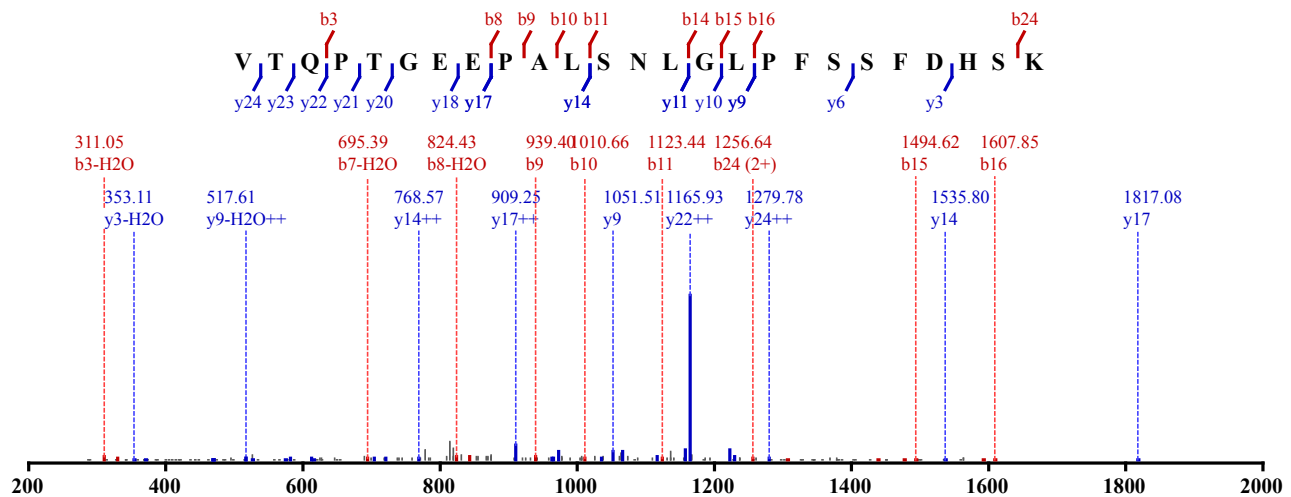 b3 b8 b9 b10 b11 b14 b15 b16 b24
V T Q P T G E E P A L S N L G L P F S S F D H S K
y24 y23 y22 y21 y20 y18 y17 y14 y11 y10 y9 y6 y3
311.05 695.39 824.43 939.40 1010.66 1123.44 1256.64 1494.62 1607.85
b3-H2O b7-H2O b8-H2O b9 b10 b11 b24 (2+) b15 b16
353.11 517.61 768.57 909.25 1051.51 1165.93 1279.78 1535.80 1817.08
y3-H2O y9-H2O++ y14++ y17++ y9 y22++ y24++ y14 y17
200 400 600 800 1000 1200 1400 1600 1800 2000